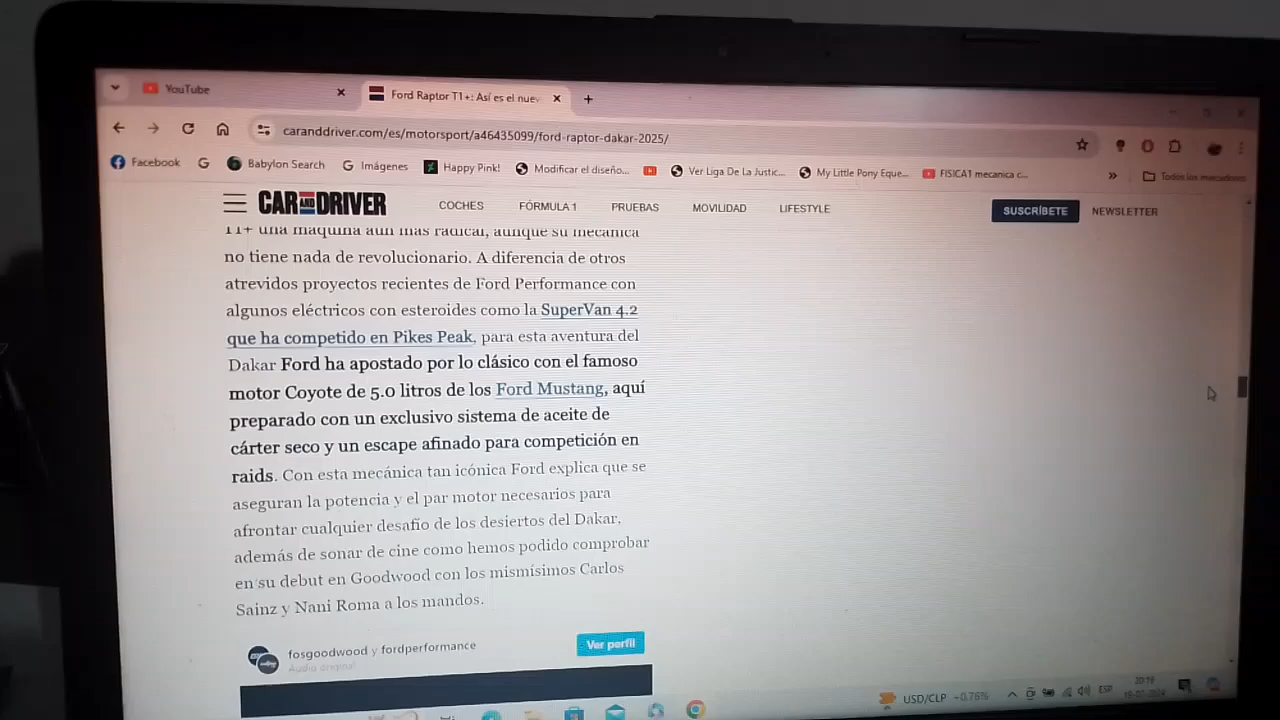 YouTube
Ford Raptor T1+: Así es el nuev
caranddriver.com/es/motorsport/a46435099/ford-raptor-dakar-2025/
Facebook
Babylon Search
Imágenes
Happy Pink!
Modificar el diseño...
Ver Liga De La Justic...
My Little Pony Eque...
FISICA1 mecanica c...
»
Todos los marcadores
CAR AND DRIVER
COCHES
FÓRMULA 1
PRUEBAS
MOVILIDAD
LIFESTYLE
SUSCRÍBETE
NEWSLETTER
T1+ una máquina aún más radical, aunque su mecánica
no tiene nada de revolucionario. A diferencia de otros
atrevidos proyectos recientes de Ford Performance con
algunos eléctricos con esteroides como la SuperVan 4.2
que ha competido en Pikes Peak, para esta aventura del
Dakar Ford ha apostado por lo clásico con el famoso
motor Coyote de 5.0 litros de los Ford Mustang, aquí
preparado con un exclusivo sistema de aceite de
cárter seco y un escape afinado para competición en
raids. Con esta mecánica tan icónica Ford explica que se
aseguran la potencia y el par motor necesarios para
afrontar cualquier desafío de los desiertos del Dakar,
además de sonar de cine como hemos podido comprobar
en su debut en Goodwood con los mismísimos Carlos
Sainz y Nani Roma a los mandos.
fosgoodwood y fordperformance
Audio original
Ver perfil
USD/CLP -0.76%
ESP
20:19
18-07-2024